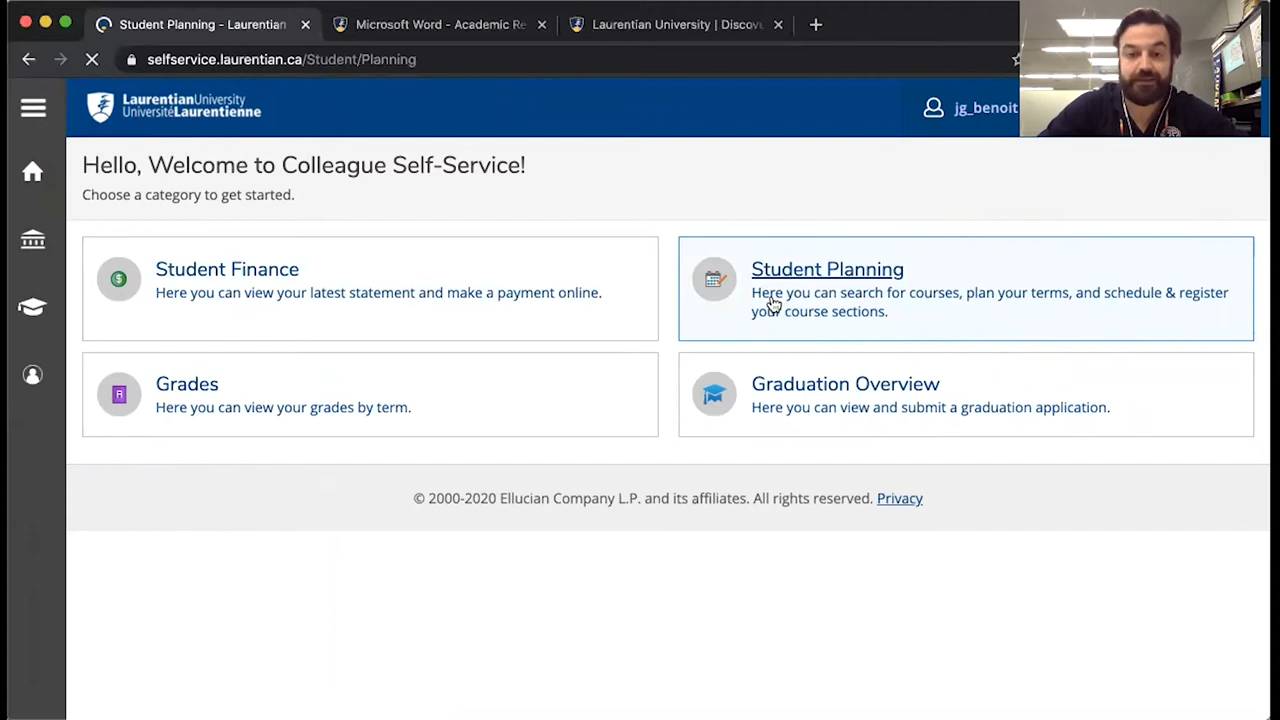 Student Planning - Laurentian
Microsoft Word - Academic Re
Laurentian University | Discov
selfservice.laurentian.ca/Student/Planning
LaurentianUniversity
UniversitéLaurentienne
jg_benoit
Hello, Welcome to Colleague Self-Service!
Choose a category to get started.
Student Finance
Here you can view your latest statement and make a payment online.
Student Planning
Here you can search for courses, plan your terms, and schedule & register
your course sections.
Grades
Here you can view your grades by term.
Graduation Overview
Here you can view and submit a graduation application.
© 2000-2020 Ellucian Company L.P. and its affiliates. All rights reserved. Privacy